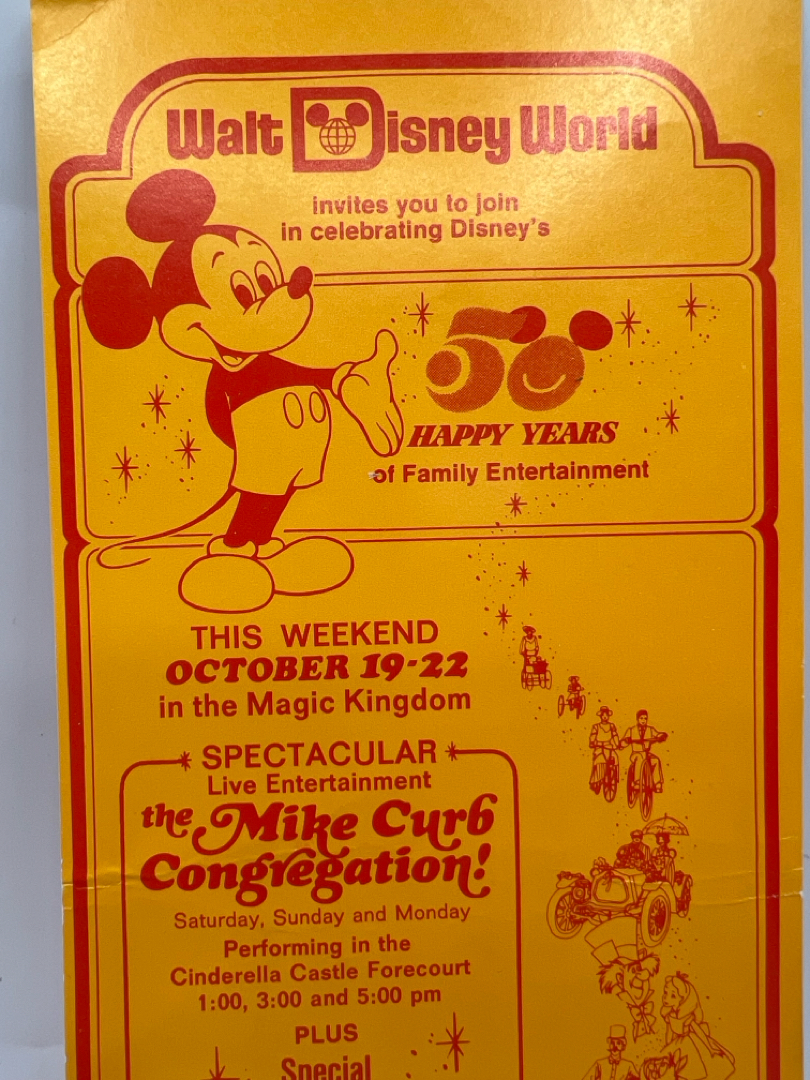 Walt Disney World
invites you to join
in celebrating Disney's
50
HAPPY YEARS
of Family Entertainment
THIS WEEKEND
OCTOBER 19-22
in the Magic Kingdom
SPECTACULAR
Live Entertainment
the Mike Curb
Congregation!
Saturday, Sunday and Monday
Performing in the
Cinderella Castle Forecourt
1:00, 3:00 and 5:00 pm
PLUS
Special